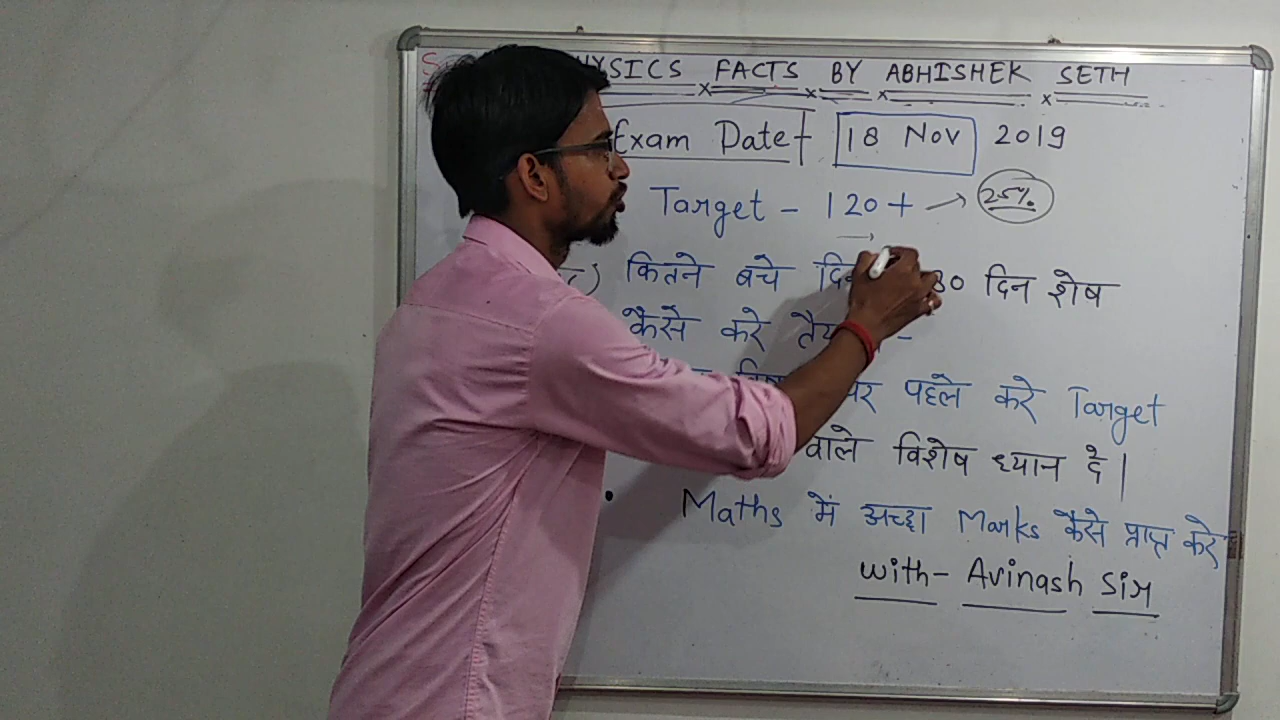 PHYSICS FACTS BY ABHISHEK SETH
Exam Date 18 Nov 2019
Target - 120+ → 25%
कितने बचे 30 दिन शेष
कैसे करे -
पर पहले करे Target
वाले विशेष ध्यान दे।
• Maths में अच्छा Marks कैसे प्राप्त करे
with- Avinash Sir